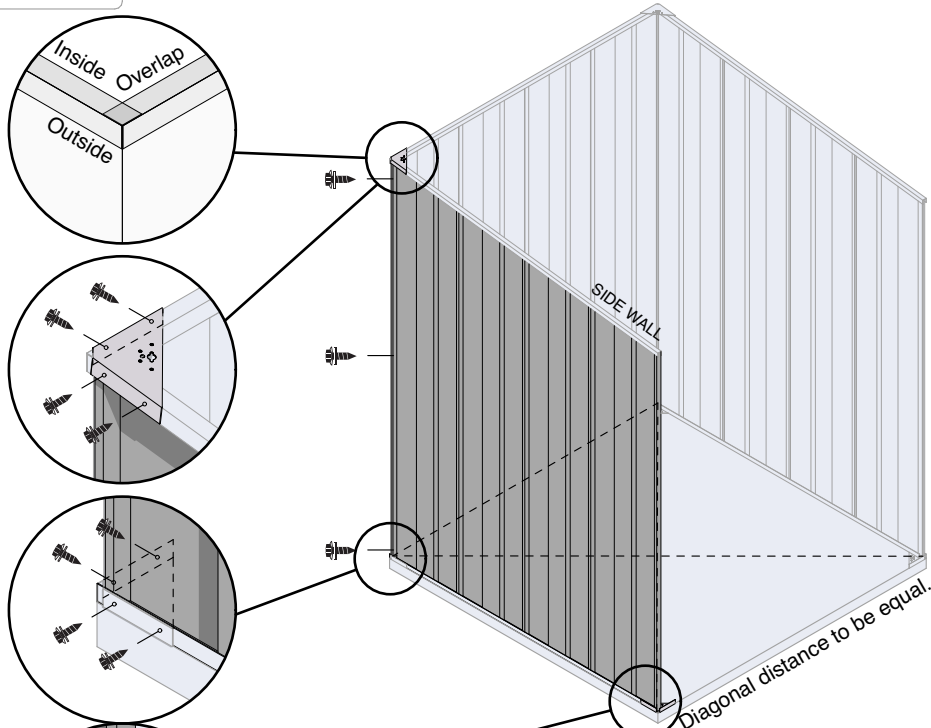 Inside
Overlap
Outside
SIDE WALL
Diagonal distance to be equal.